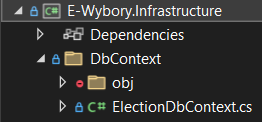 E-Wybory.Infrastructure
Dependencies
DbContext
obj
ElectionDbContext.cs